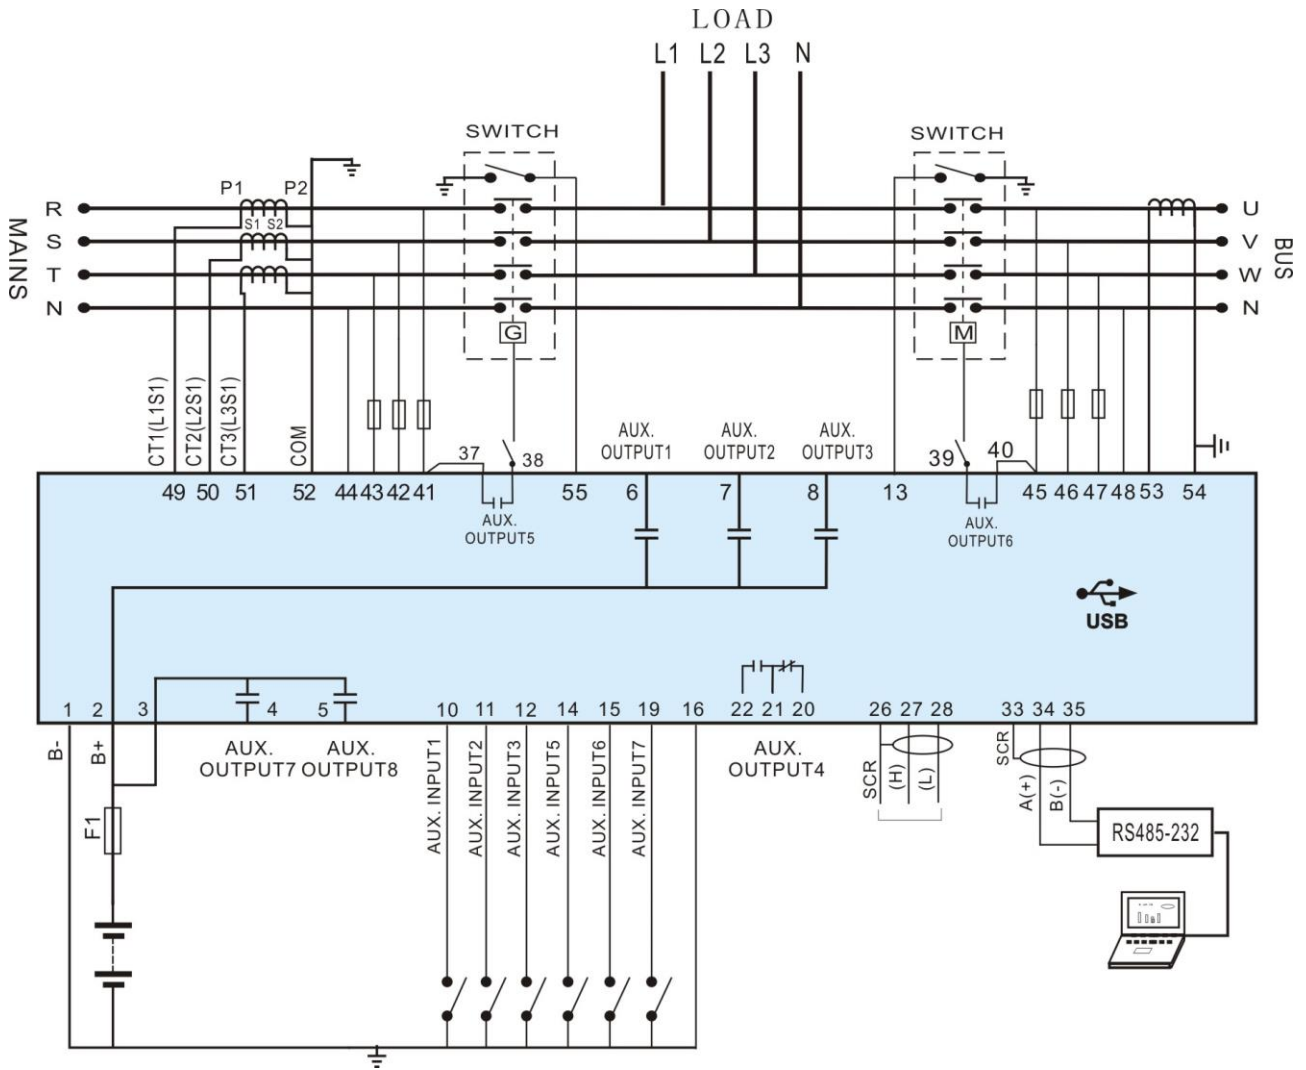 LOAD
L1 L2 L3 N
SWITCH
SWITCH
P1 P2
S1 S2
MAINS
R
S
T
N
U
V
W
N
BUS
G
M
CT1(L1S1)
CT2(L2S1)
CT3(L3S1)
COM
AUX.
OUTPUT1
AUX.
OUTPUT2
AUX.
OUTPUT3
37 38
39 40
49 50 51 52 44 43 42 41 55 6 7 8 13 45 46 47 48 53 54
AUX.
OUTPUT5
AUX.
OUTPUT6
USB
1 2 3 4 5 10 11 12 14 15 19 16 22 21 20 26 27 28 33 34 35
B-
B+
AUX.
OUTPUT7
AUX.
OUTPUT8
AUX. INPUT1
AUX. INPUT2
AUX. INPUT3
AUX. INPUT5
AUX. INPUT6
AUX. INPUT7
AUX.
OUTPUT4
SCR
(H)
(L)
SCR
A(+)
B(-)
F1
RS485-232